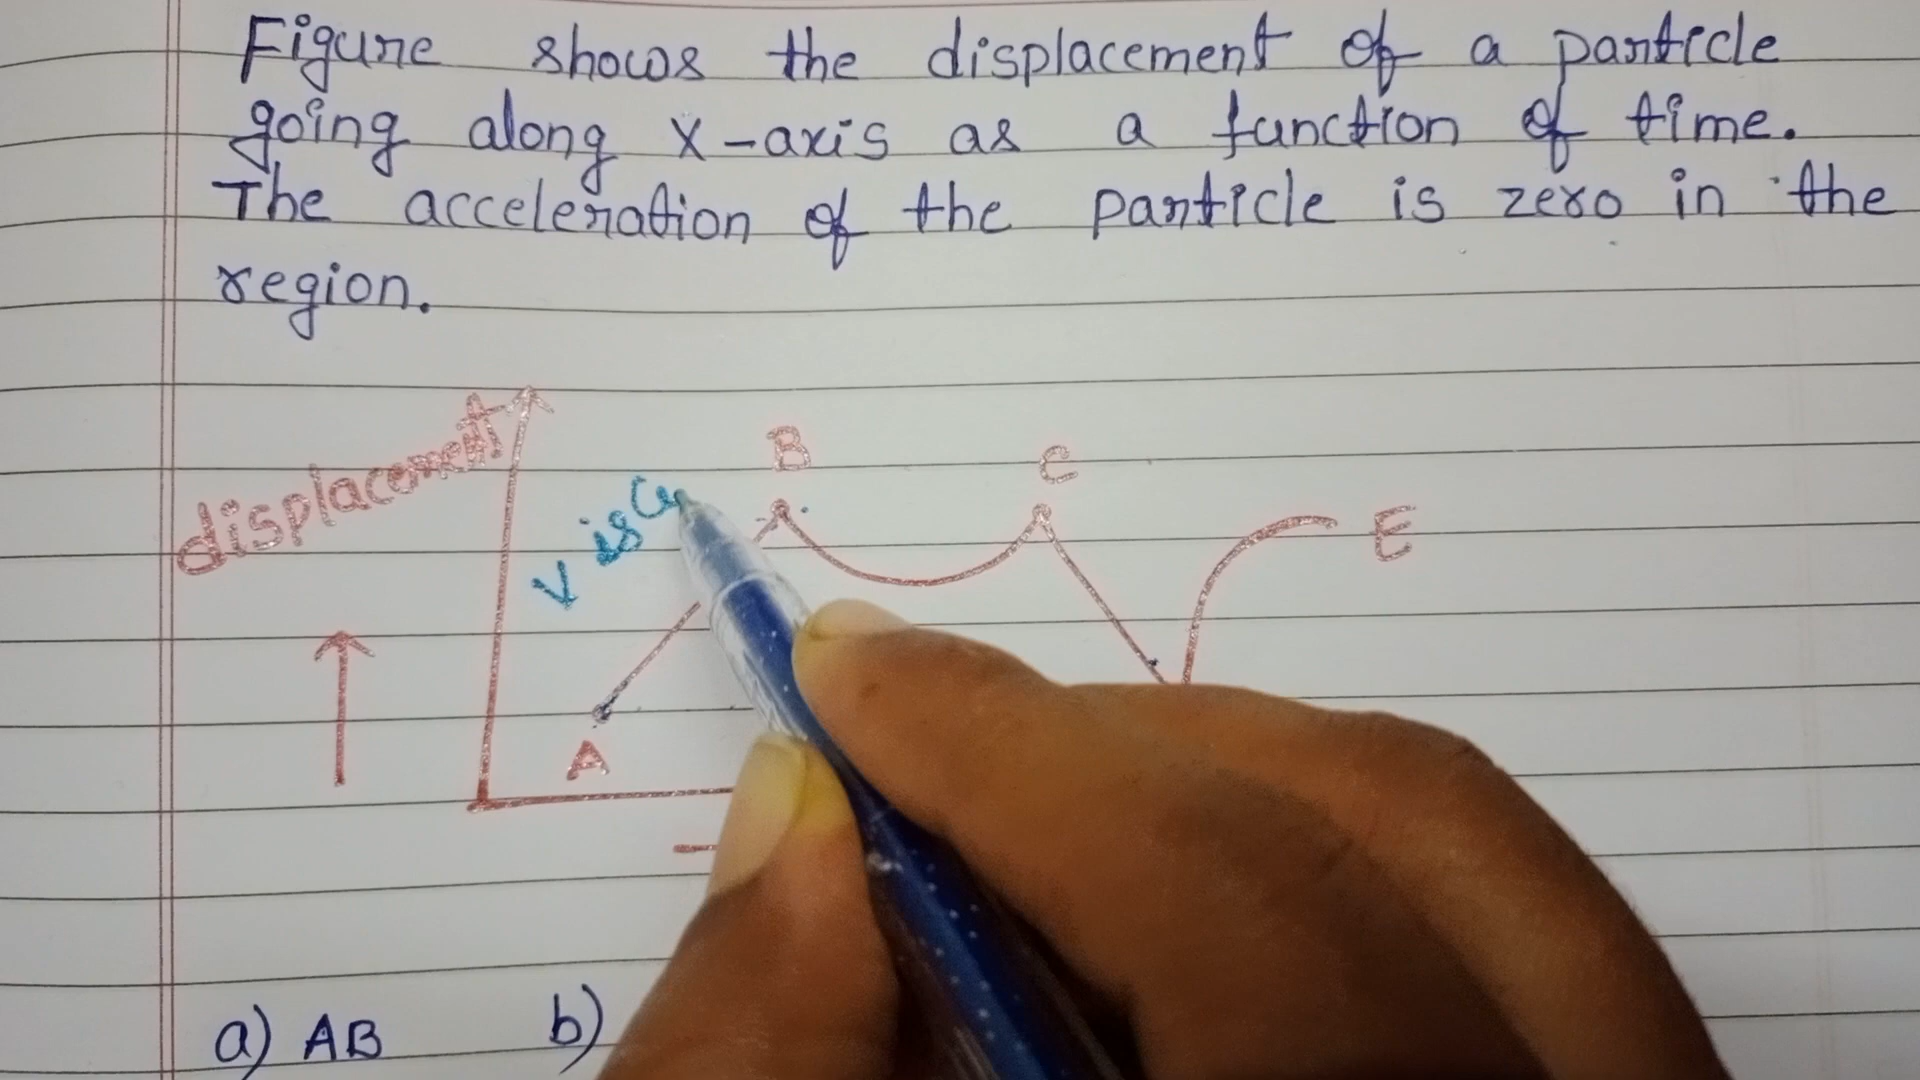 Figure shows the displacement of a particle
going along X-axis as a function of time.
The acceleration of the particle is zero in the
region.
displacement
B
C
E
V is
A
a) AB b)